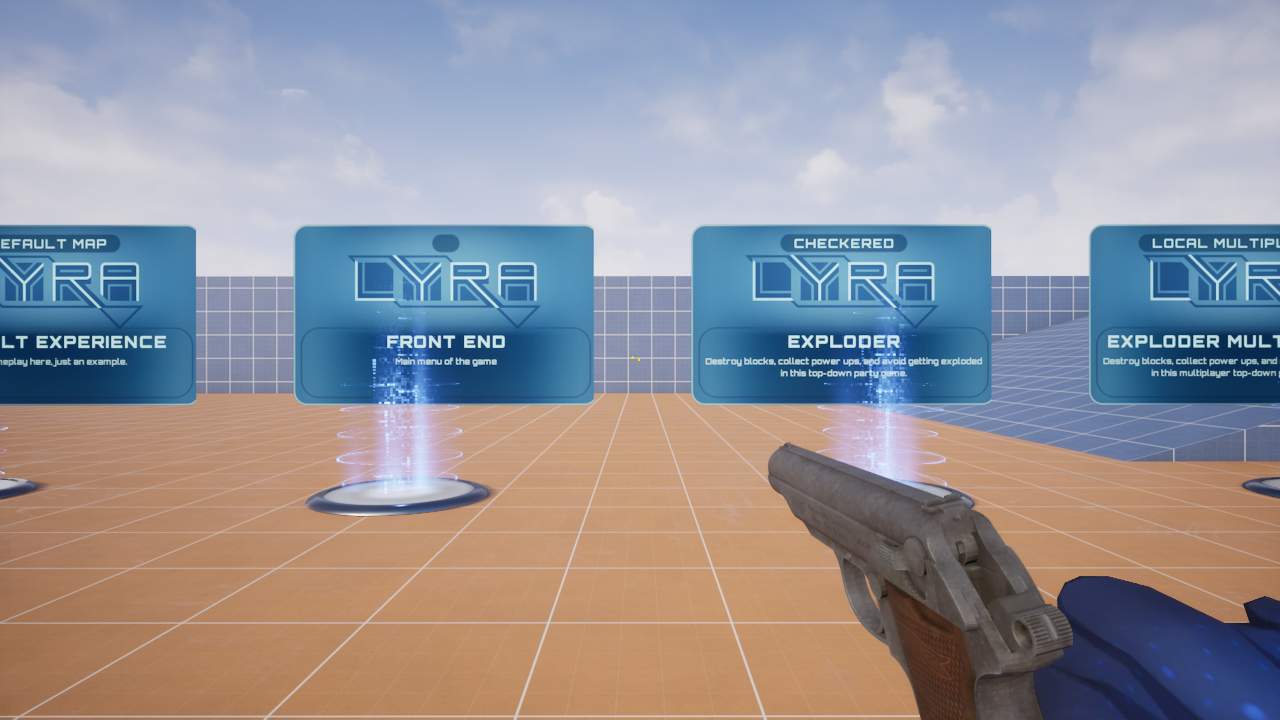 EFAULT MAP
LYRA
LT EXPERIENCE
neplay here, just an example.
LYRA
FRONT END
Main menu of the game
CHECKERED
LYRA
EXPLODER
Destroy blocks, collect power ups, and avoid getting exploded
in this top-down party game.
LOCAL MULTIPL
LYR
EXPLODER MULT
Destroy blocks, collect power ups, and
in this multiplayer top-down